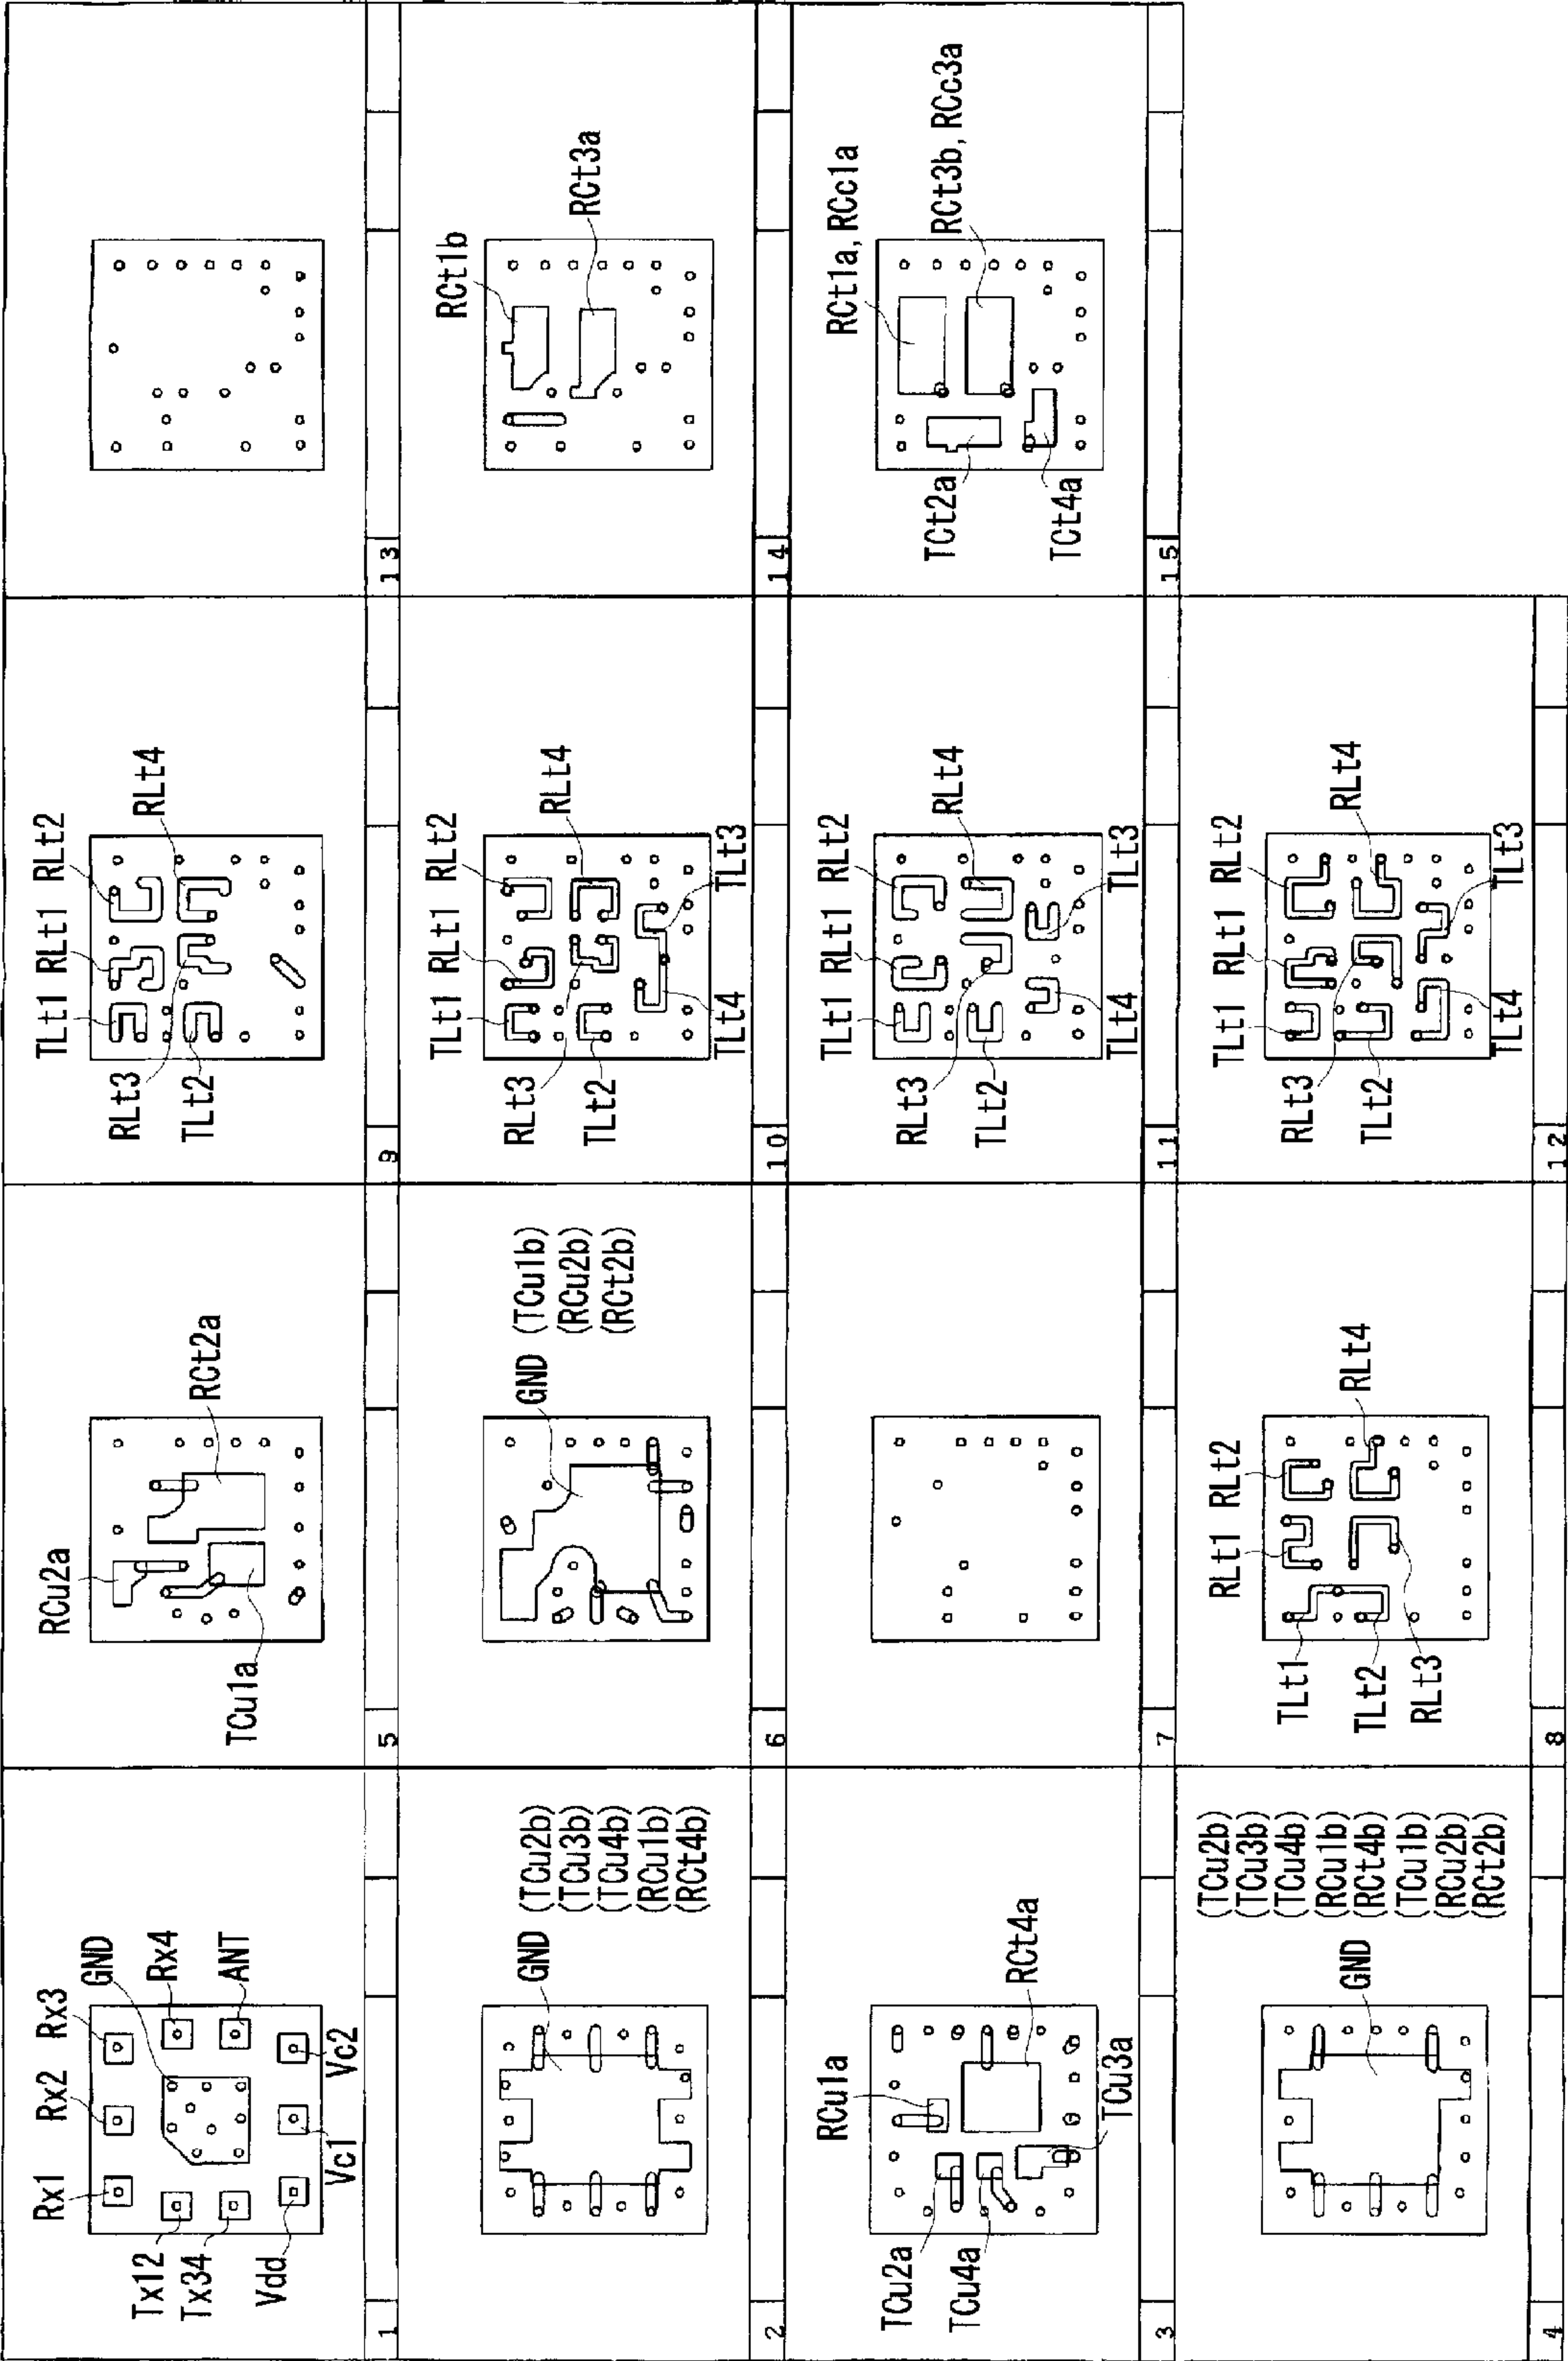 1
Rx1
Rx2
Rx3
GND
Rx4
ANT
Tx12
Tx34
Vdd
Vc1
Vc2
2
GND
(TCu2b)
(TCu3b)
(TCu4b)
(RCu1b)
(RCt4b)
3
RCu1a
RCt4a
TCu2a
TCu4a
TCu3a
4
GND
(TCu2b)
(TCu3b)
(TCu4b)
(RCu1b)
(RCt4b)
(TCu1b)
(RCu2b)
(RCt2b)
5
RCu2a
RCt2a
TCu1a
6
GND
(TCu1b)
(RCu2b)
(RCt2b)
7
8
RLt1 RLt2
RLt4
TLt1
TLt2
RLt3
9
TLt1 RLt1 RLt2
RLt4
RLt3
TLt2
10
TLt1 RLt1 RLt2
RLt4
RLt3
TLt2
TLt4
TLt3
11
TLt1 RLt1 RLt2
RLt4
RLt3
TLt2
TLt4
TLt3
12
TLt1 RLt1 RLt2
RLt4
RLt3
TLt2
TLt4
TLt3
13
14
RCt1b
RCt3a
15
RCt1a, RCc1a
RCt3b, RCc3a
TCt2a
TCt4a